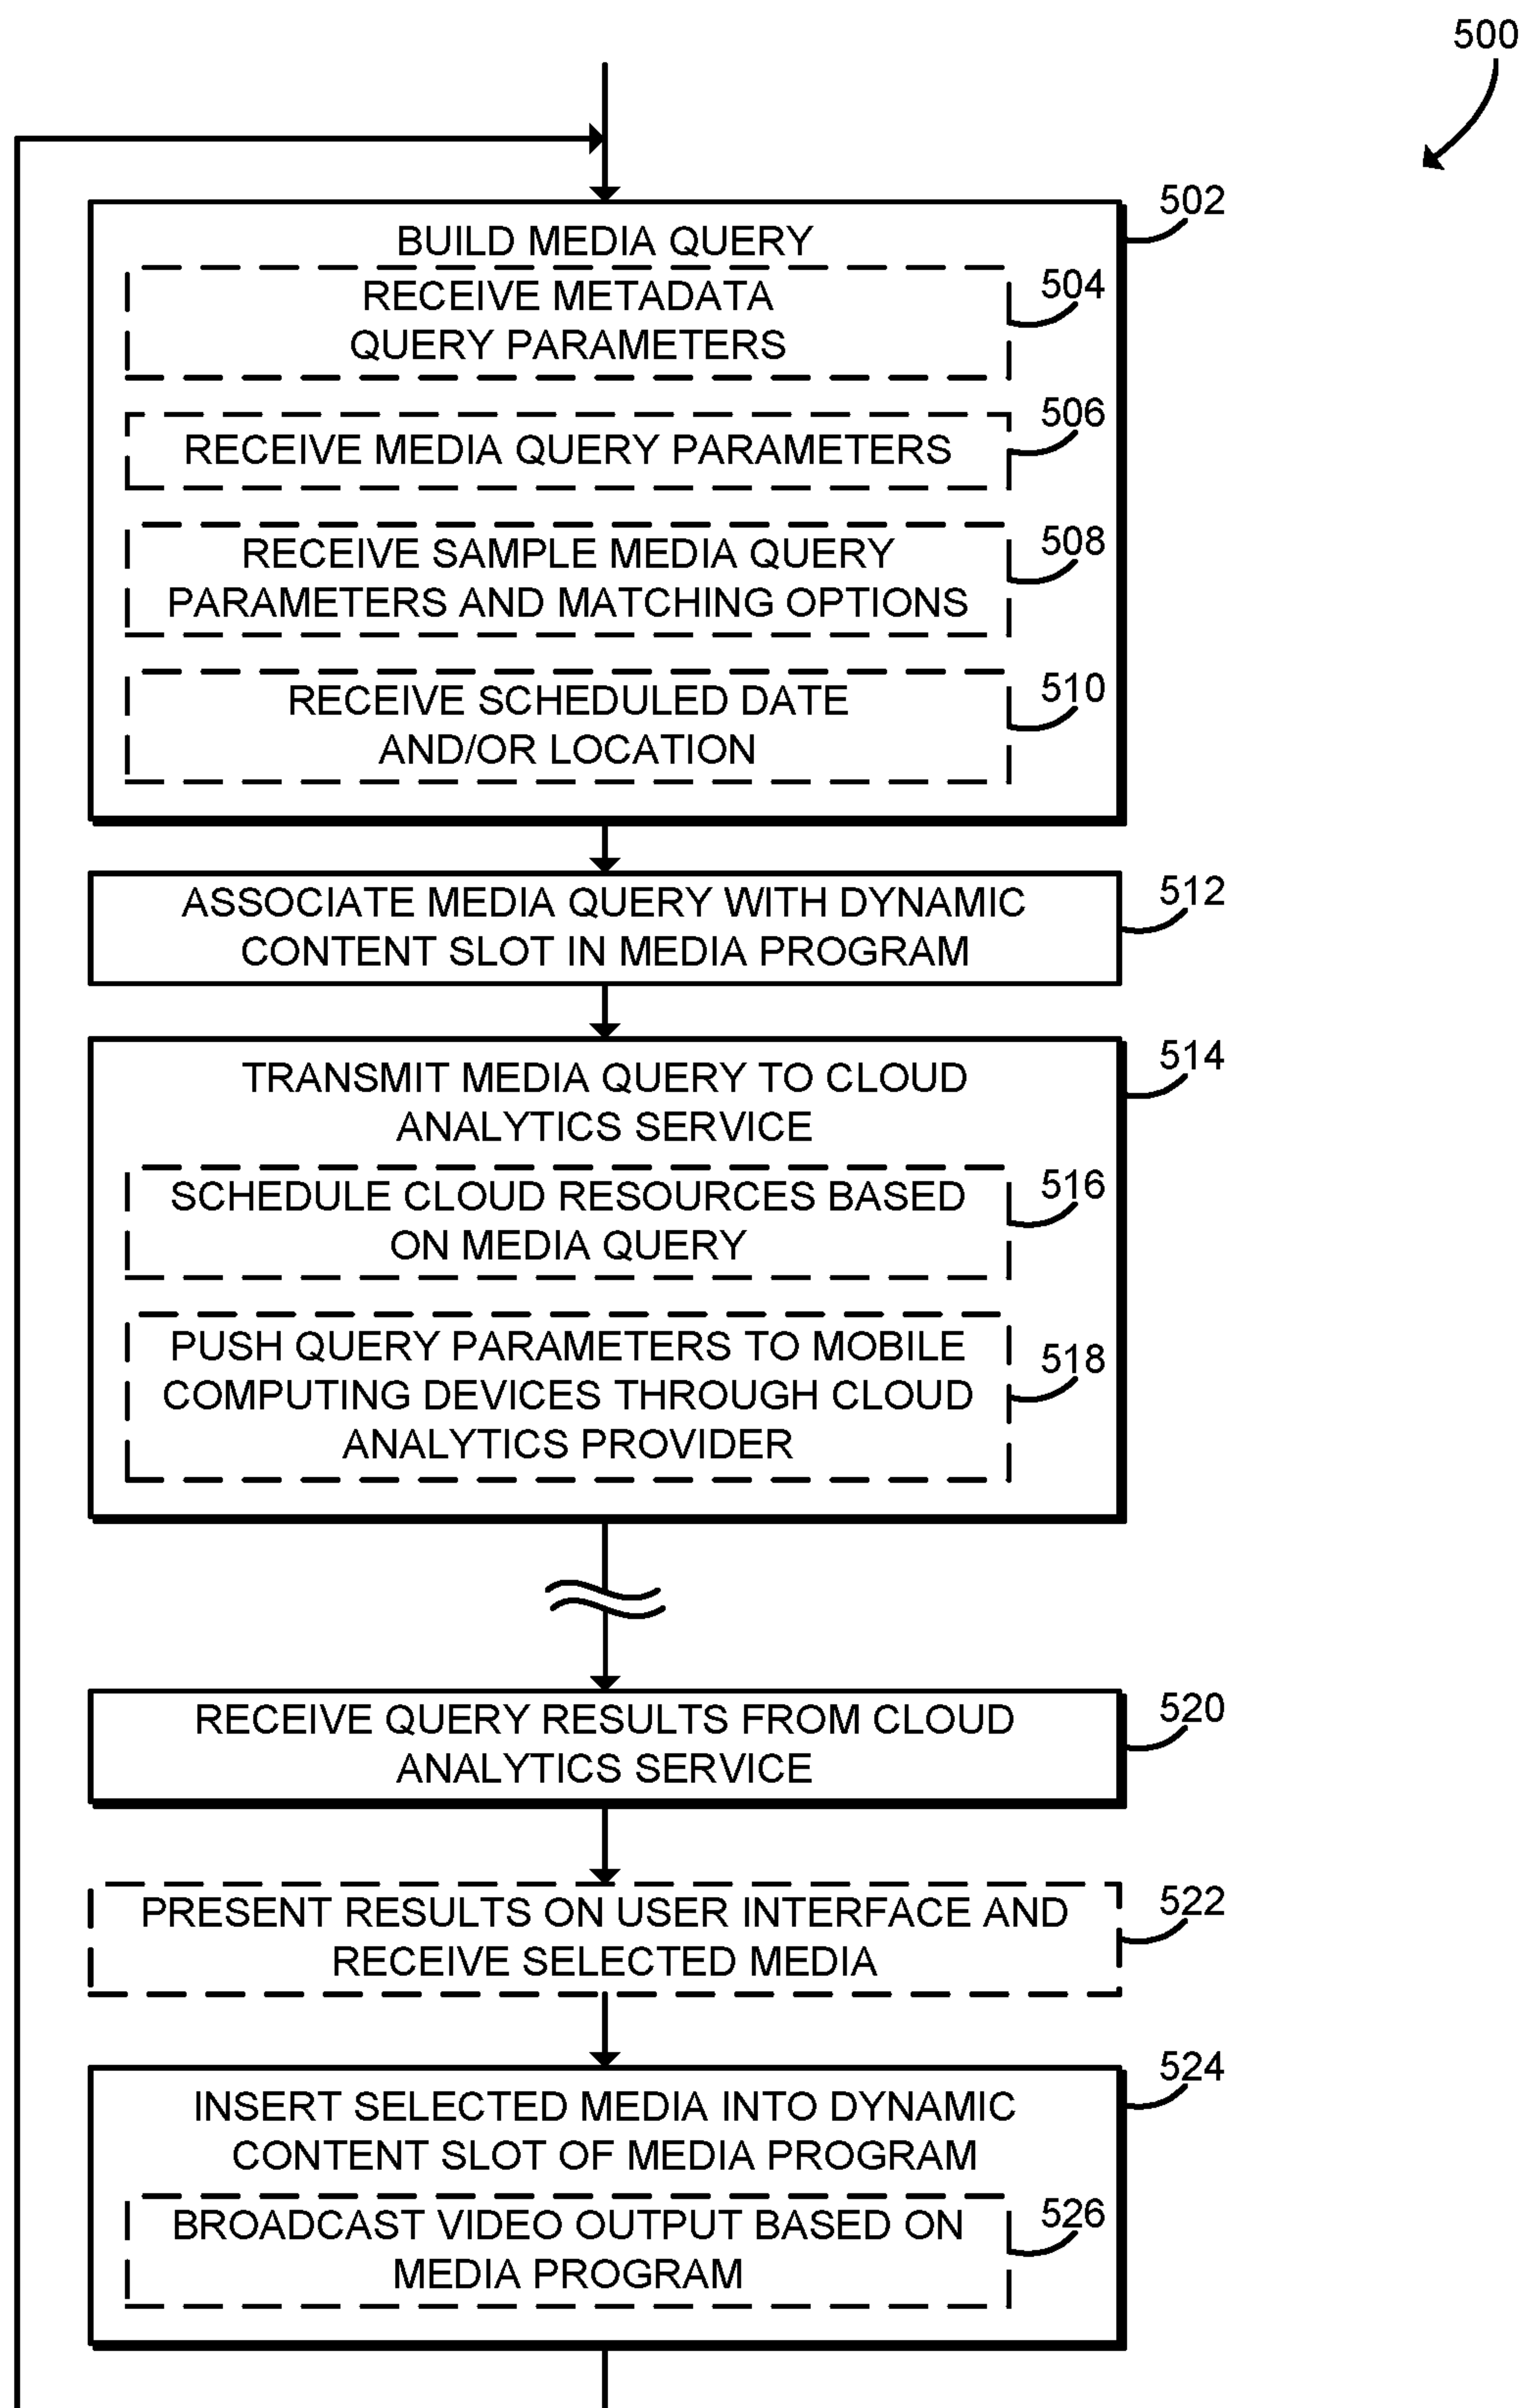 500
502
BUILD MEDIA QUERY
504
RECEIVE METADATA
QUERY PARAMETERS
506
RECEIVE MEDIA QUERY PARAMETERS
508
RECEIVE SAMPLE MEDIA QUERY
PARAMETERS AND MATCHING OPTIONS
510
RECEIVE SCHEDULED DATE
AND/OR LOCATION
512
ASSOCIATE MEDIA QUERY WITH DYNAMIC
CONTENT SLOT IN MEDIA PROGRAM
514
TRANSMIT MEDIA QUERY TO CLOUD
ANALYTICS SERVICE
516
SCHEDULE CLOUD RESOURCES BASED
ON MEDIA QUERY
518
PUSH QUERY PARAMETERS TO MOBILE
COMPUTING DEVICES THROUGH CLOUD
ANALYTICS PROVIDER
520
RECEIVE QUERY RESULTS FROM CLOUD
ANALYTICS SERVICE
522
PRESENT RESULTS ON USER INTERFACE AND
RECEIVE SELECTED MEDIA
524
INSERT SELECTED MEDIA INTO DYNAMIC
CONTENT SLOT OF MEDIA PROGRAM
526
BROADCAST VIDEO OUTPUT BASED ON
MEDIA PROGRAM